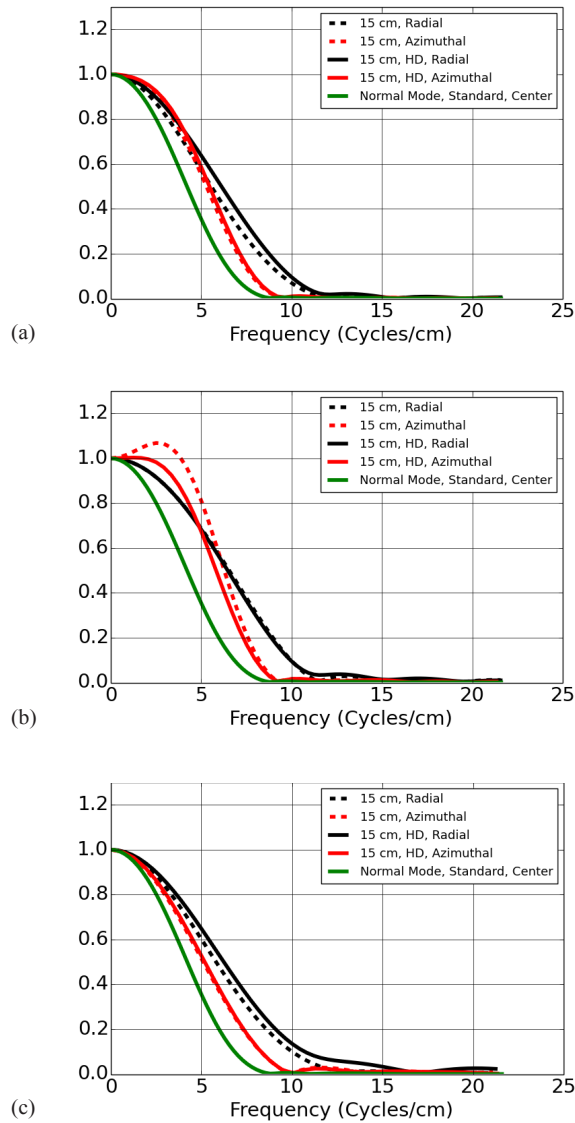 1.2
1.0
0.8
0.6
0.4
0.2
0.0
15 cm, Radial
15 cm, Azimuthal
15 cm, HD, Radial
15 cm, HD, Azimuthal
Normal Mode, Standard, Center
0 5 10 15 20 25
Frequency (Cycles/cm)
(a)
1.2
1.0
0.8
0.6
0.4
0.2
0.0
15 cm, Radial
15 cm, Azimuthal
15 cm, HD, Radial
15 cm, HD, Azimuthal
Normal Mode, Standard, Center
0 5 10 15 20 25
Frequency (Cycles/cm)
(b)
1.2
1.0
0.8
0.6
0.4
0.2
0.0
15 cm, Radial
15 cm, Azimuthal
15 cm, HD, Radial
15 cm, HD, Azimuthal
Normal Mode, Standard, Center
0 5 10 15 20 25
Frequency (Cycles/cm)
(c)